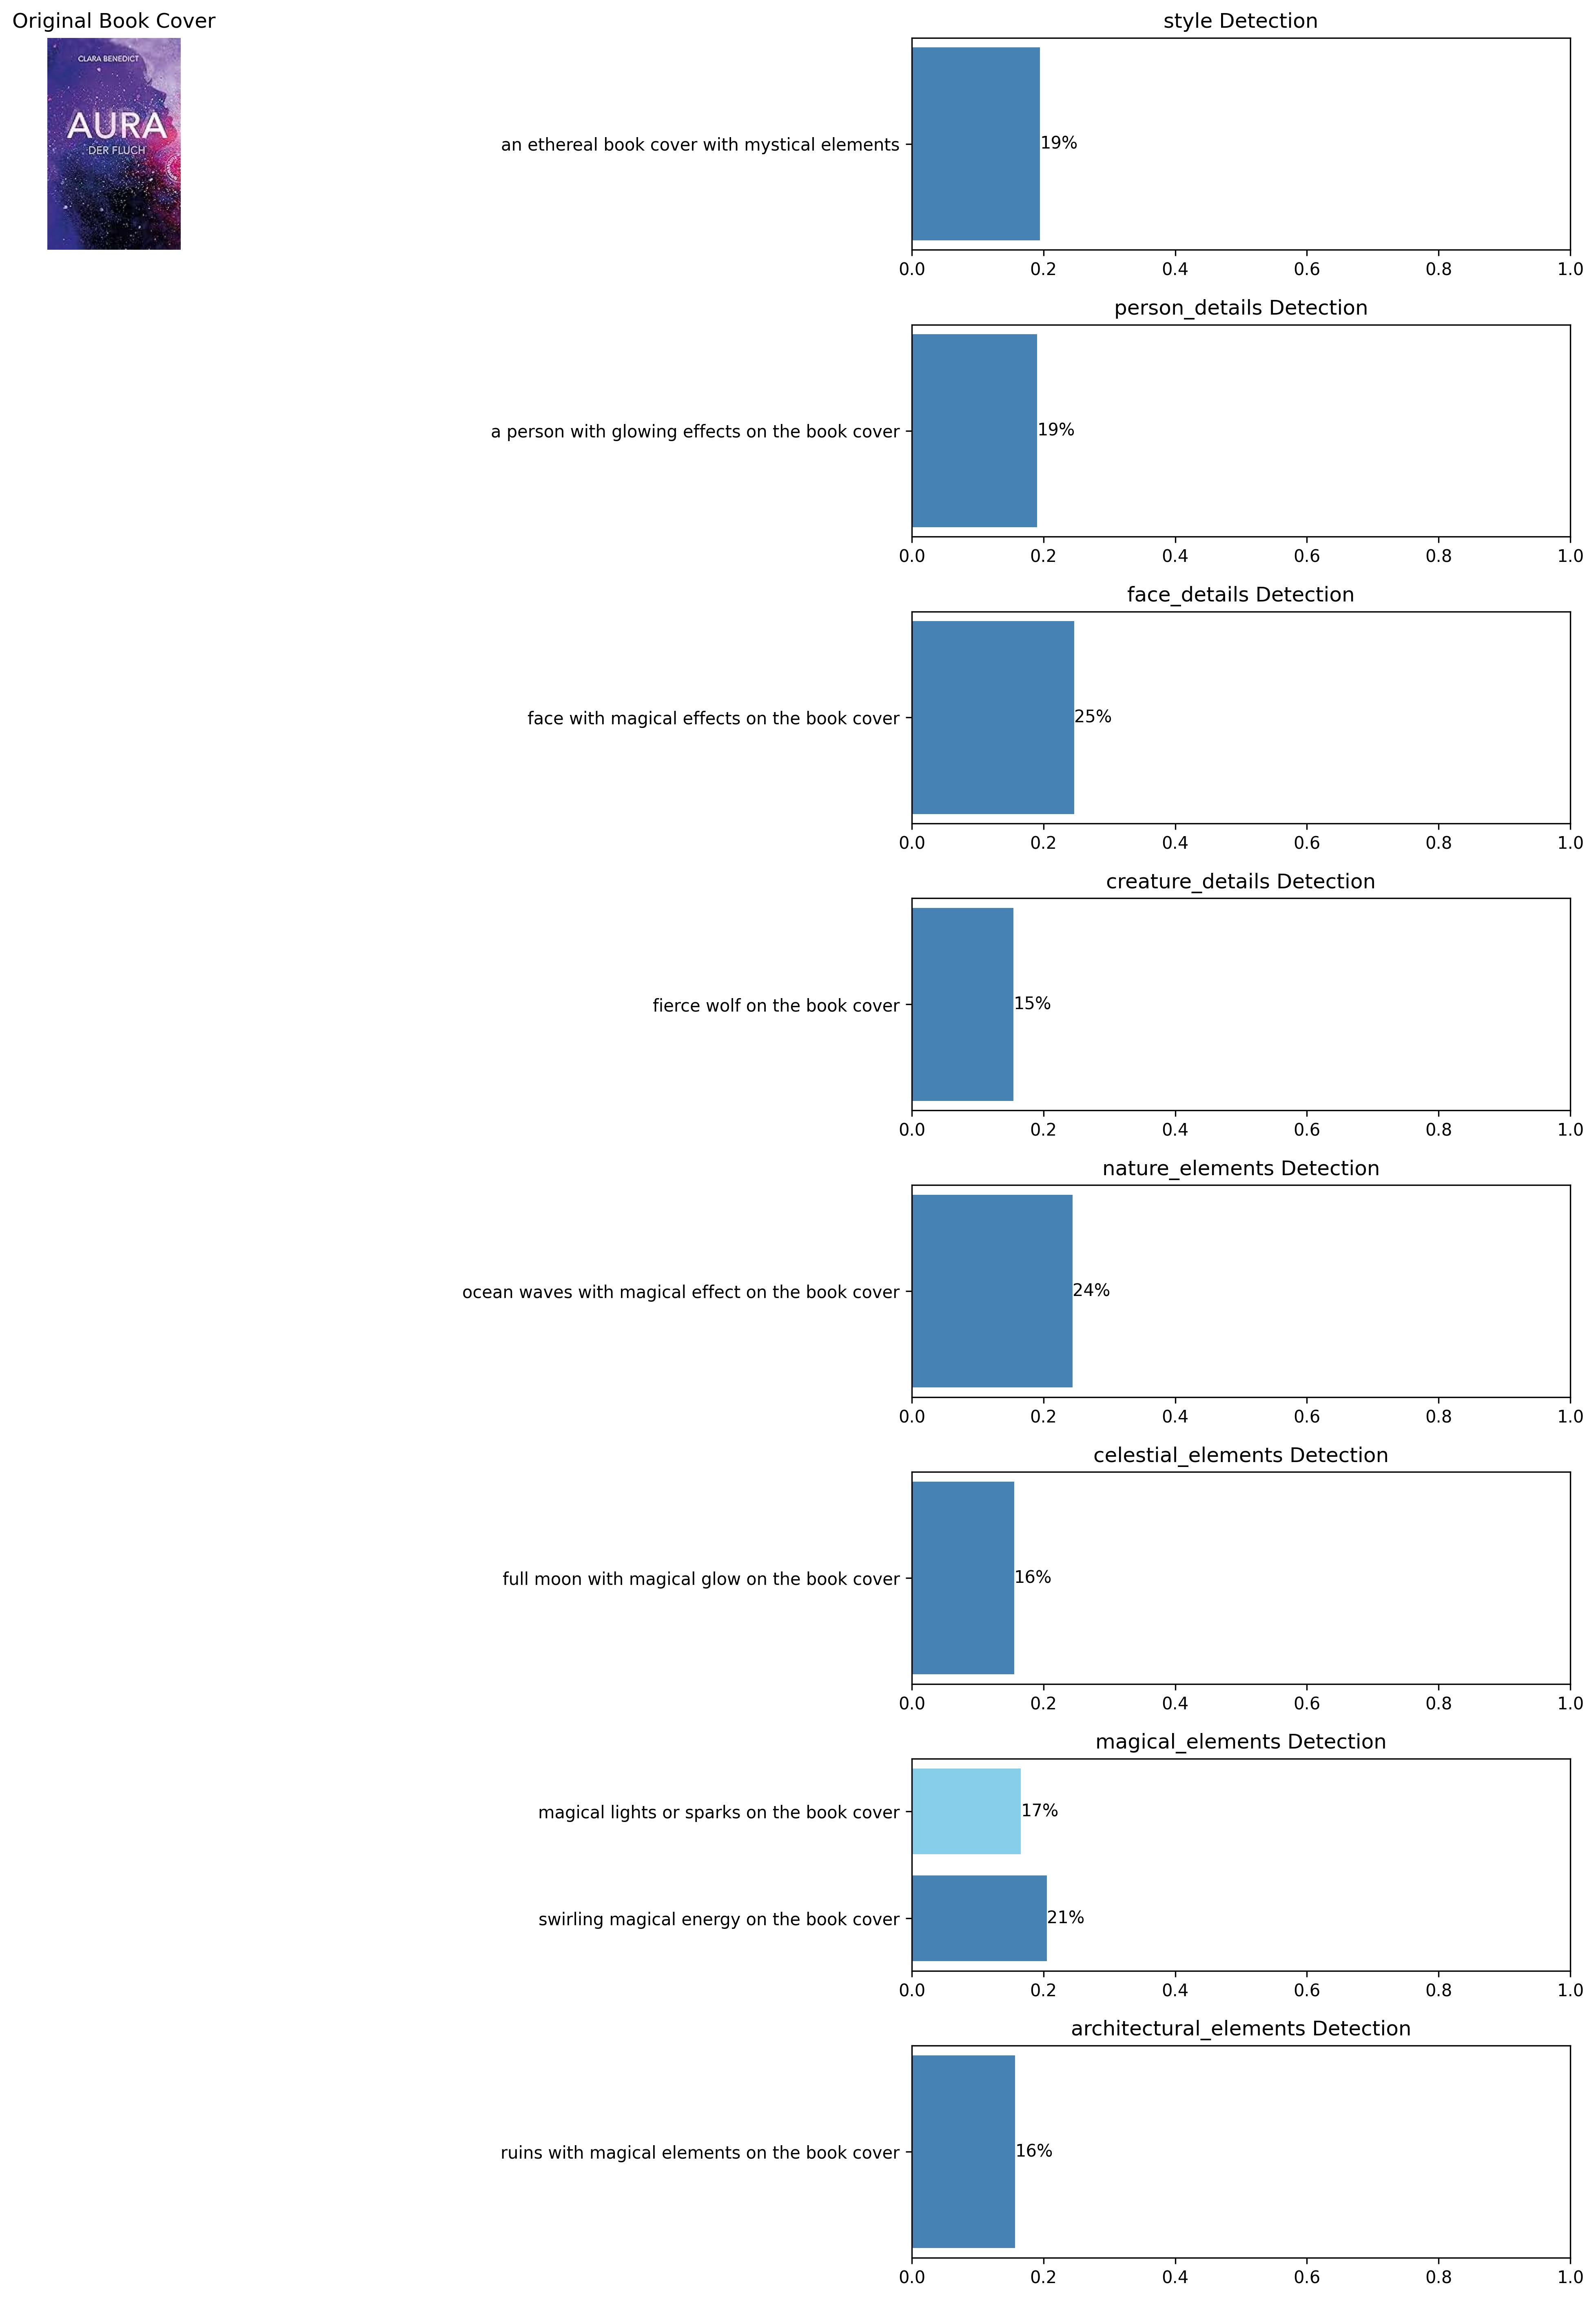 Original Book Cover
CLARA BENEDICT
AURA
DER FLUCH
style Detection
an ethereal book cover with mystical elements
19%
0.0 0.2 0.4 0.6 0.8 1.0
person_details Detection
a person with glowing effects on the book cover
19%
0.0 0.2 0.4 0.6 0.8 1.0
face_details Detection
face with magical effects on the book cover
25%
0.0 0.2 0.4 0.6 0.8 1.0
creature_details Detection
fierce wolf on the book cover
15%
0.0 0.2 0.4 0.6 0.8 1.0
nature_elements Detection
ocean waves with magical effect on the book cover
24%
0.0 0.2 0.4 0.6 0.8 1.0
celestial_elements Detection
full moon with magical glow on the book cover
16%
0.0 0.2 0.4 0.6 0.8 1.0
magical_elements Detection
magical lights or sparks on the book cover
17%
swirling magical energy on the book cover
21%
0.0 0.2 0.4 0.6 0.8 1.0
architectural_elements Detection
ruins with magical elements on the book cover
16%
0.0 0.2 0.4 0.6 0.8 1.0